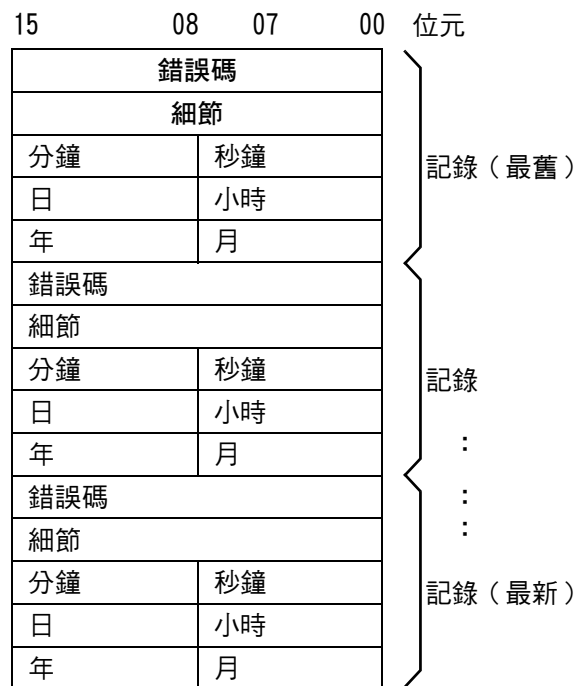 15 08 07 00 位元
錯誤碼
細節
分鐘 秒鐘
記錄（最舊）
日 小時
年 月
錯誤碼
細節
分鐘 秒鐘
記錄
日 小時
年 月
:
錯誤碼
:
細節
:
分鐘 秒鐘
記錄（最新）
日 小時
年 月